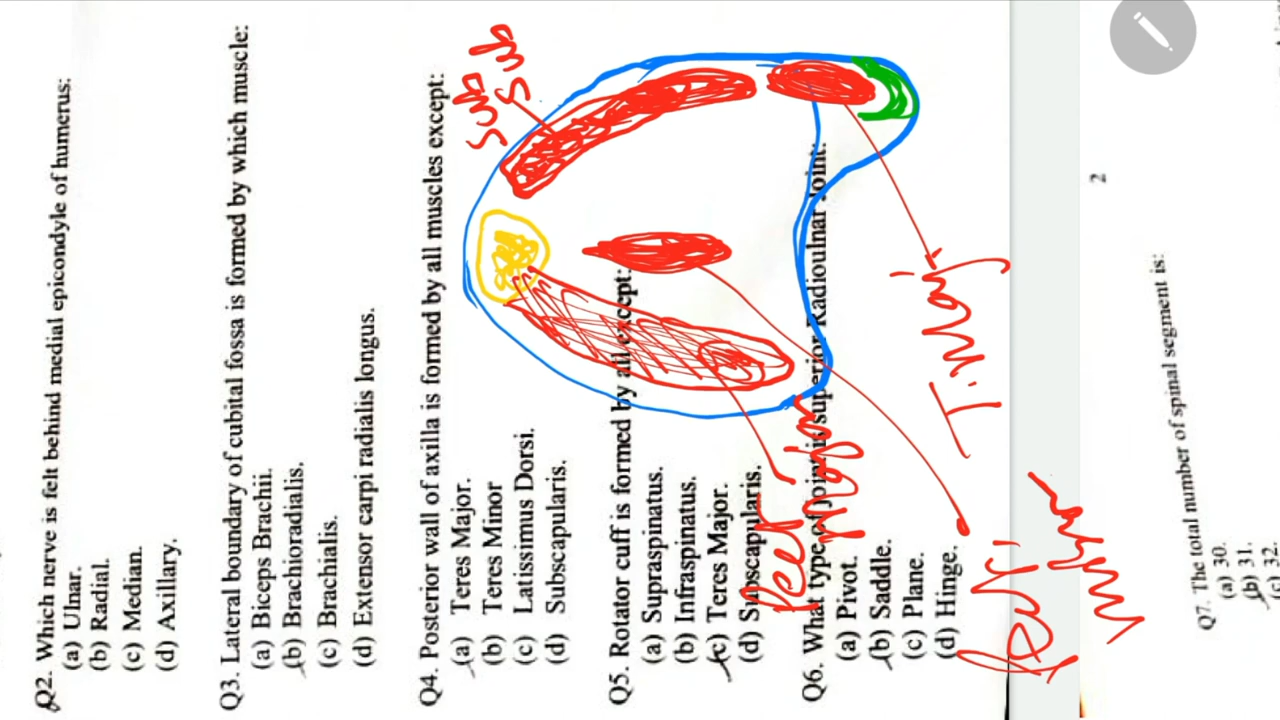 Q2. Which nerve is felt behind medial epicondyle of humerus:
(a) Ulnar.
(b) Radial.
(c) Median.
(d) Axillary.
Q3. Lateral boundary of cubital fossa is formed by which muscle:
(a) Biceps Brachii.
(b) Brachioradialis.
(c) Brachialis.
(d) Extensor carpi radialis longus.
Q4. Posterior wall of axilla is formed by all muscles except:
(a) Teres Major.
(b) Teres Minor
(c) Latissimus Dorsi.
(d) Subscapularis.
Q5. Rotator cuff is formed by all except:
(a) Supraspinatus.
(b) Infraspinatus.
(c) Teres Major.
(d) Subscapularis.
Q6. What type of joint is superior Radioulnar Joint:
(a) Pivot.
(b) Saddle.
(c) Plane.
(d) Hinge.
Sub
Sub
Pect
Major
T. Maj.
2
Q7. The total number of spinal segment is:
(a) 30.
(b) 31.
(c) 32.